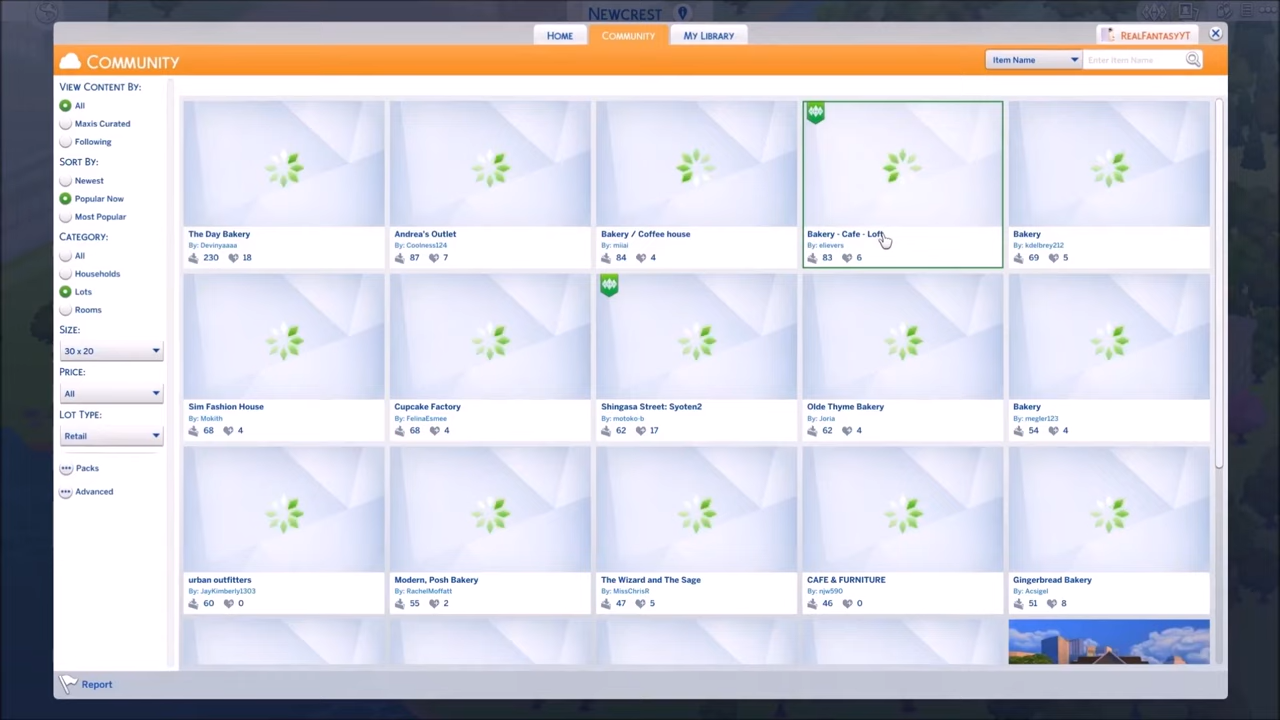 NEWCREST
HOME
COMMUNITY
MY LIBRARY
REALFANTASYYT
COMMUNITY
Item Name
Enter Item Name
VIEW CONTENT BY:
All
Maxis Curated
Following
SORT BY:
Newest
Popular Now
Most Popular
CATEGORY:
All
Households
Lots
Rooms
SIZE:
30 x 20
PRICE:
All
LOT TYPE:
Retail
Packs
Advanced
The Day Bakery
By: Devinyaaaa
230 18
Andrea's Outlet
By: Coolness124
87 7
Bakery / Coffee house
By: miiai
84 4
Bakery - Cafe - Loft
By: elievers
83 6
Bakery
By: kdelbrey212
69 5
Sim Fashion House
By: Mokith
68 4
Cupcake Factory
By: FelinaEsmee
68 4
Shingasa Street: Syoten2
By: motoko-b
62 17
Olde Thyme Bakery
By: Joria
62 4
Bakery
By: megler123
54 4
urban outfitters
By: JayKimberly1303
60 0
Modern, Posh Bakery
By: RachelMoffatt
55 2
The Wizard and The Sage
By: MissChrisR
47 5
CAFE & FURNITURE
By: njw590
46 0
Gingerbread Bakery
By: Acsigel
51 8
Report